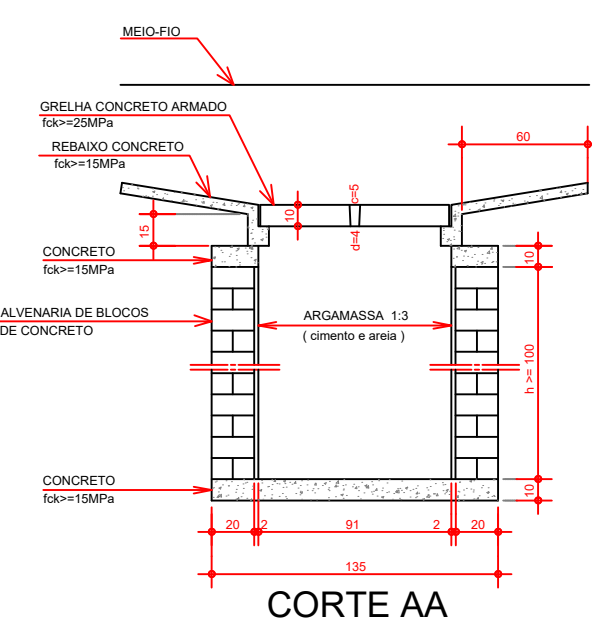 MEIO-FIO
GRELHA CONCRETO ARMADO
fck>=25MPa
REBAIXO CONCRETO
fck>=15MPa
60
c=5
10
15
d=4
CONCRETO
fck>=15MPa
10
ALVENARIA DE BLOCOS
DE CONCRETO
ARGAMASSA 1:3
( cimento e areia )
h >= 100
CONCRETO
fck>=15MPa
10
20 2 91 2 20
135
CORTE AA